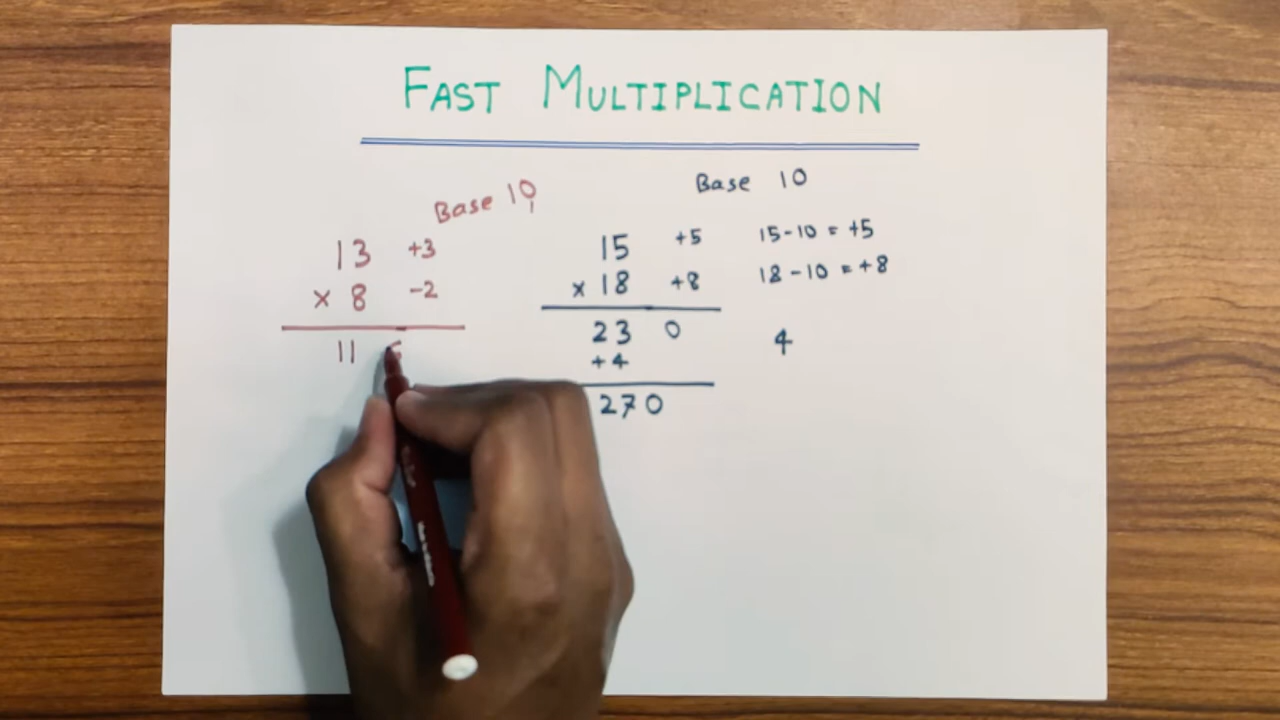 FAST MULTIPLICATION
Base 10
13 +3
× 8 -2
11
Base 10
15 +5 15-10 = +5
× 18 +8 18-10 = +8
23 0 4
+4
270